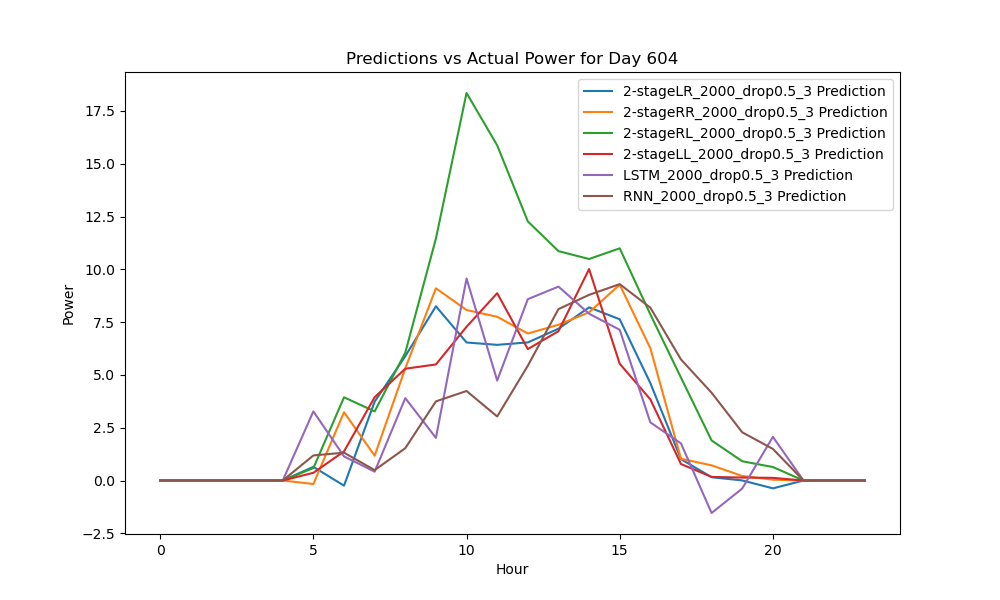 Predictions vs Actual Power for Day 604
2-stageLR_2000_drop0.5_3 Prediction
2-stageRR_2000_drop0.5_3 Prediction
2-stageRL_2000_drop0.5_3 Prediction
2-stageLL_2000_drop0.5_3 Prediction
LSTM_2000_drop0.5_3 Prediction
RNN_2000_drop0.5_3 Prediction
Power
17.5
15.0
12.5
10.0
7.5
5.0
2.5
0.0
−2.5
0 5 10 15 20
Hour